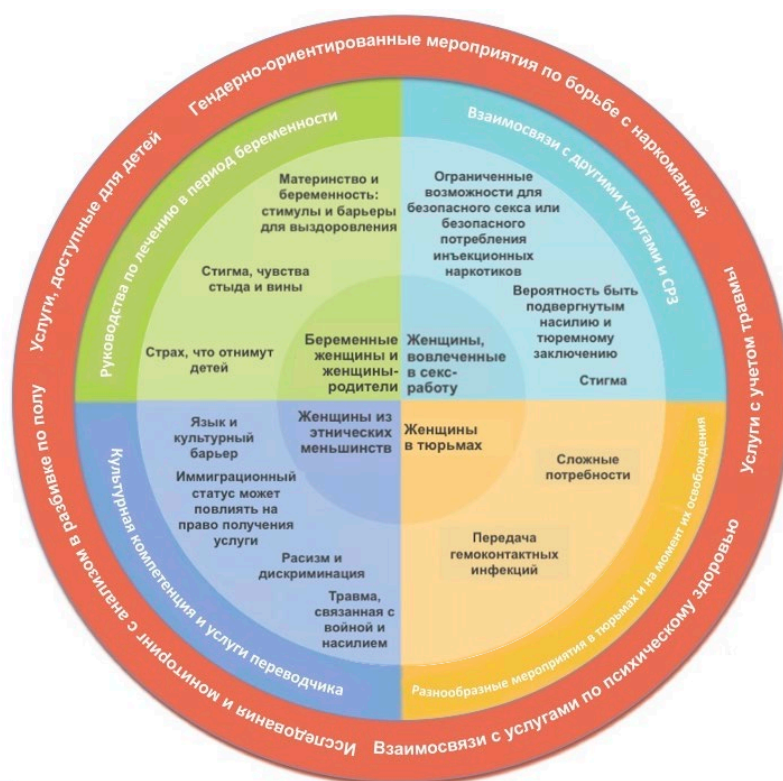 Гендерно-ориентированные мероприятия по борьбе с наркоманией
Услуги, доступные для детей
Услуги с учетом травмы
Исследования и мониторинг с анализом в разбивке по полу
Взаимосвязи с услугами по психическому здоровью
Руководства по лечению в период беременности
Материнство и
беременность:
стимулы и барьеры
для выздоровления
Стигма, чувства
стыда и вины
Страх, что отнимут
детей
Беременные
женщины и
женщины-
родители
Взаимосвязи с другими услугами и СРЗ
Ограниченные
возможности для
безопасного секса или
безопасного
потребления
инъекционных
наркотиков
Вероятность быть
подвергнутым
насилию и
тюремному
заключению
Стигма
Женщины,
вовлеченные
в секс-
работу
Культурная компетенция и услуги переводчика
Женщины из
этнических
меньшинств
Язык и
культурный
барьер
Иммиграционный
статус может
повлиять на
право получения
услуги
Расизм и
дискриминация
Травма,
связанная с
войной и
насилием
Женщины
в тюрьмах
Сложные
потребности
Передача
гемоконтактных
инфекций
Разнообразные мероприятия в тюрьмах и на момент их освобождения